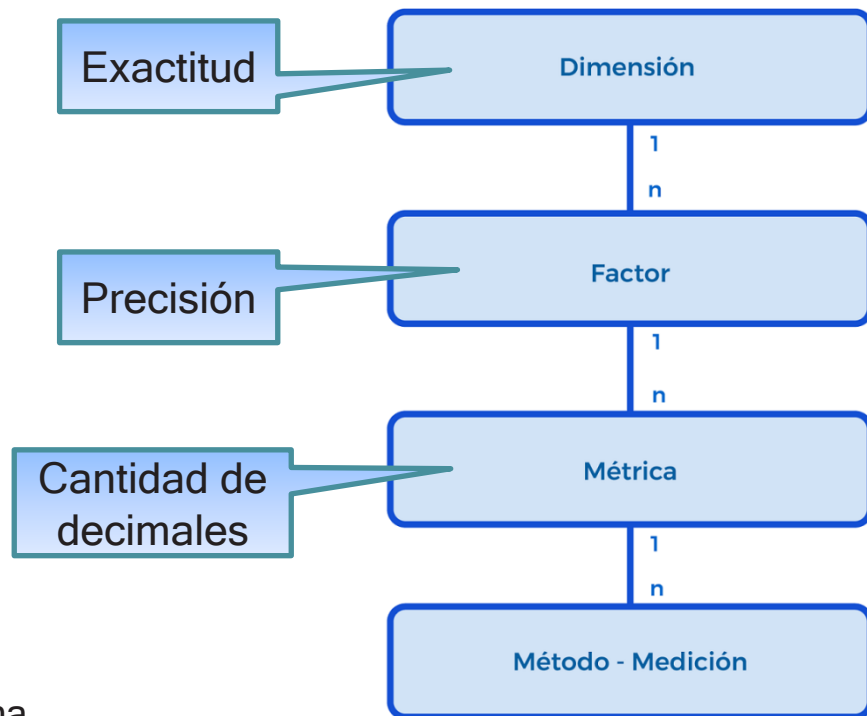 Exactitud
Dimensión
1
n
Precisión
Factor
1
n
Cantidad de
decimales
Métrica
1
n
Método - Medición